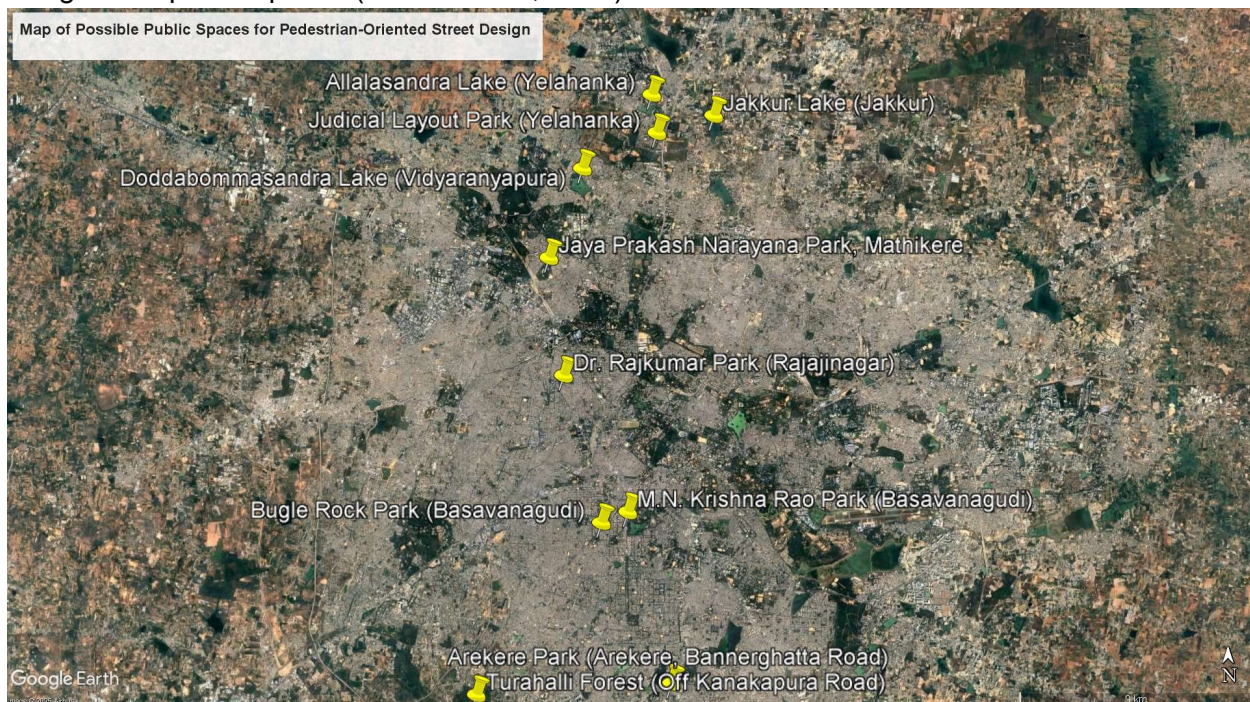 Map of Possible Public Spaces for Pedestrian-Oriented Street Design
Allalasandra Lake (Yelahanka)
Jakkur Lake (Jakkur)
Judicial Layout Park (Yelahanka)
Doddabommasandra Lake (Vidyaranyapura)
Jaya Prakash Narayana Park, Mathikere
Dr. Rajkumar Park (Rajajinagar)
M.N. Krishna Rao Park (Basavanagudi)
Bugle Rock Park (Basavanagudi)
Arekere Park (Arekere, Bannerghatta Road)
Turahalli Forest (Off Kanakapura Road)
Google Earth
N
9 km